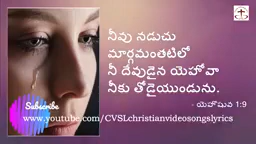 నీవు నడుచు
మార్గమంతటిలో
నీ దేవుడైన యెహోవా
నీకు తోడైయుండును.
- యెహోషువ 1:9
Subscribe
www.youtube.com/CVSLchristianvideosongslyrics